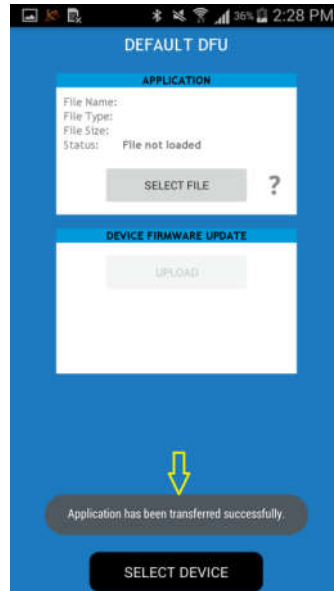 36% 2:28 PM
DEFAULT DFU
APPLICATION
File Name:
File Type:
File Size:
Status: File not loaded
SELECT FILE ?
DEVICE FIRMWARE UPDATE
UPLOAD
Application has been transferred successfully.
SELECT DEVICE